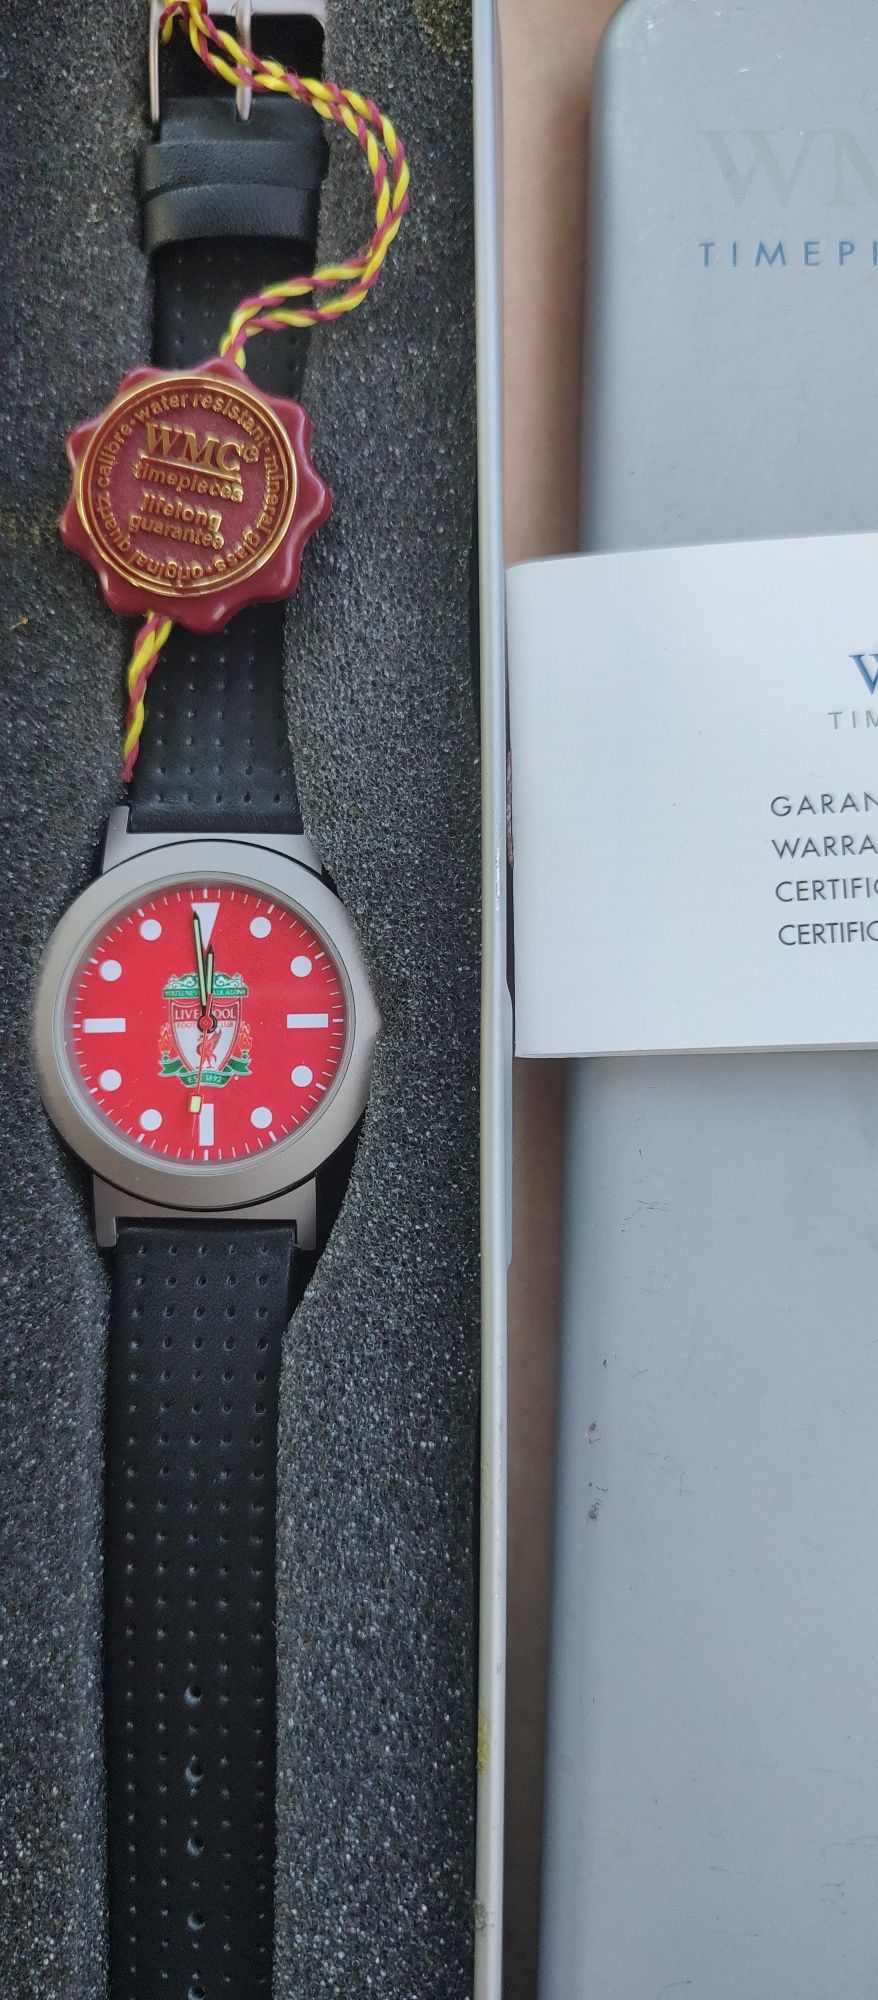 WMC
TIMEPI
water resistant · mineral glass · original quartz calibre ·
WMC
timepieces
lifelong
guarantee
W
TIM
GARAN
WARRA
CERTIFIC
CERTIFIC
YOU'LL NEVER WALK ALONE
LIVERPOOL
FOOTBALL CLUB
EST 1892